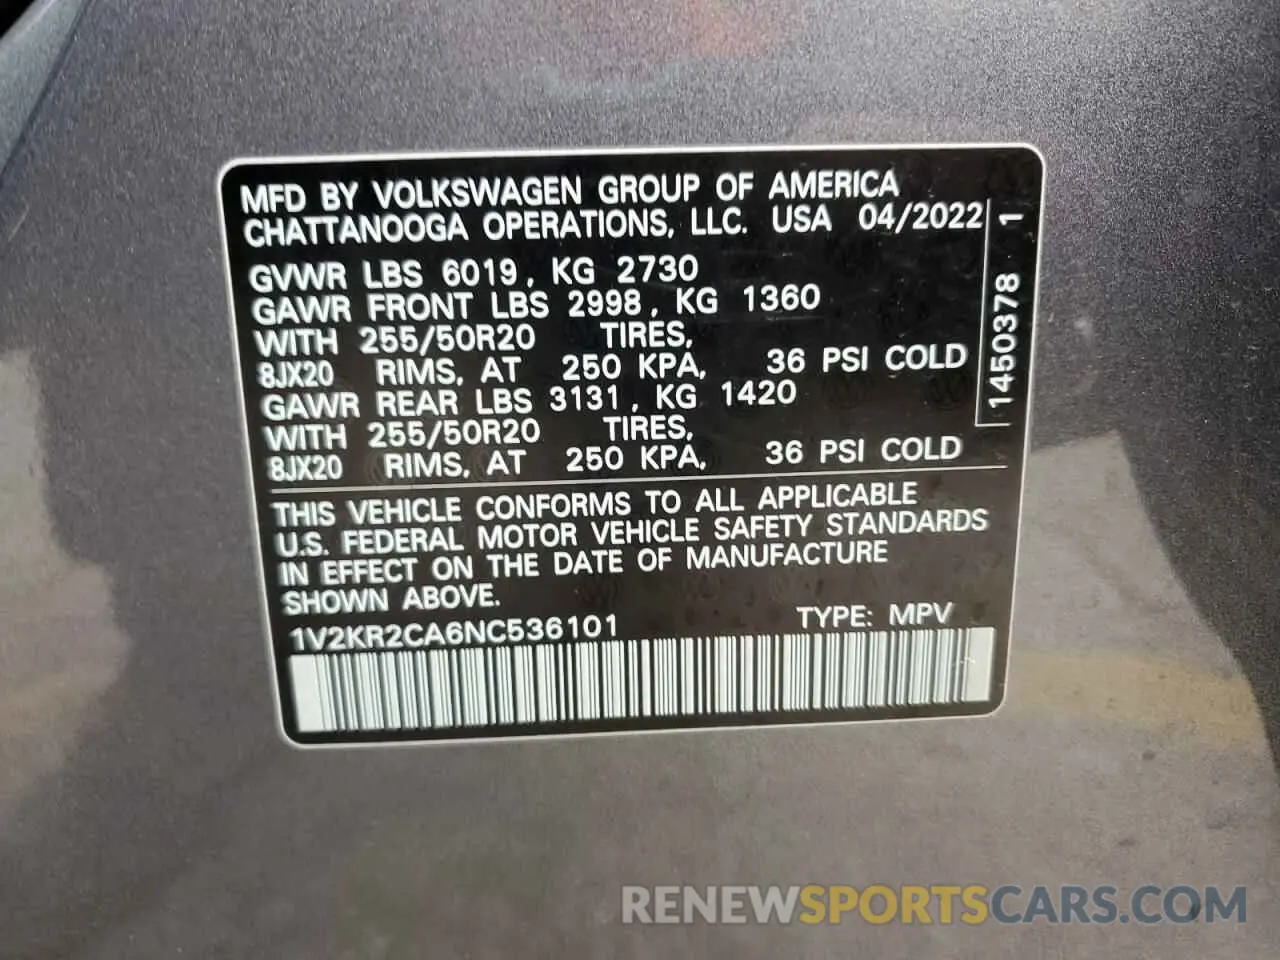 MFD BY VOLKSWAGEN GROUP OF AMERICA
CHATTANOOGA OPERATIONS, LLC. USA 04/2022
GVWR LBS 6019, KG 2730
GAWR FRONT LBS 2998, KG 1360
WITH 255/50R20 TIRES,
8JX20 RIMS, AT 250 KPA, 36 PSI COLD
GAWR REAR LBS 3131, KG 1420
WITH 255/50R20 TIRES,
8JX20 RIMS, AT 250 KPA, 36 PSI COLD
1450378 1
THIS VEHICLE CONFORMS TO ALL APPLICABLE
U.S. FEDERAL MOTOR VEHICLE SAFETY STANDARDS
IN EFFECT ON THE DATE OF MANUFACTURE
SHOWN ABOVE.
1V2KR2CA6NC536101 TYPE: MPV
RENEWSPORTSCARS.COM